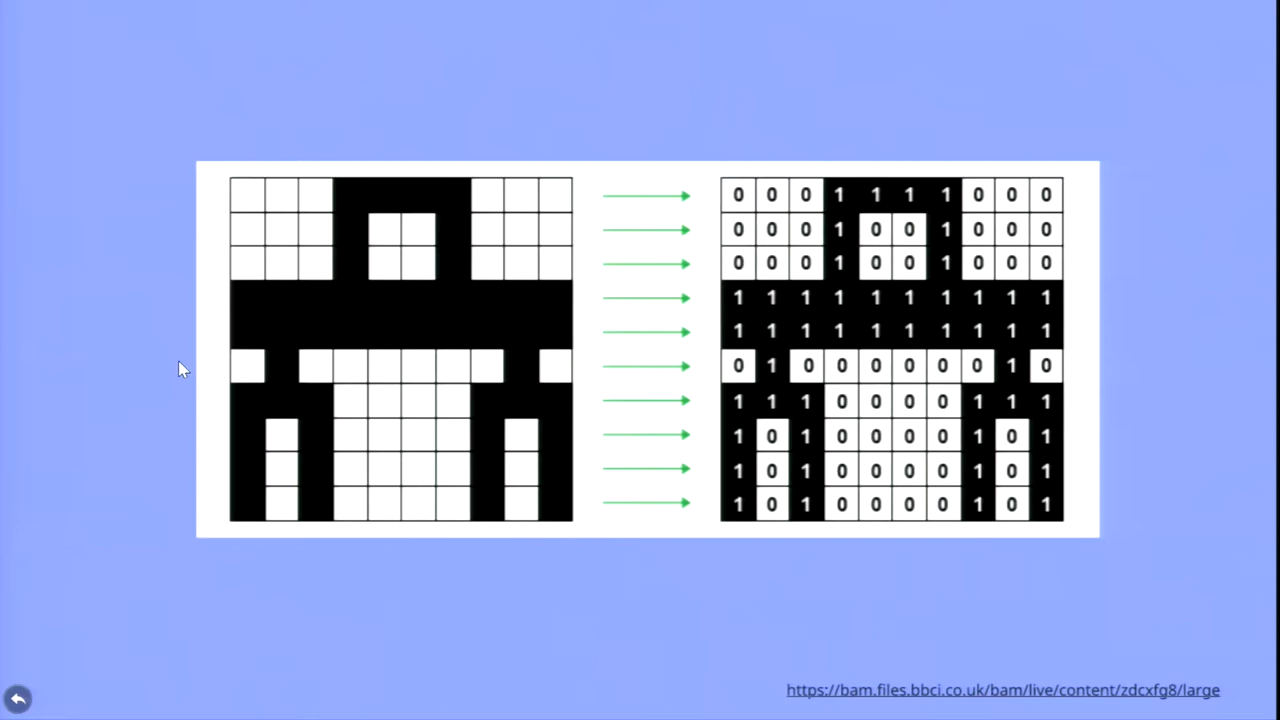 0 0 0 1 1 1 1 0 0 0
0 0 0 1 0 0 1 0 0 0
0 0 0 1 0 0 1 0 0 0
1 1 1 1 1 1 1 1 1 1
1 1 1 1 1 1 1 1 1 1
0 1 0 0 0 0 0 0 1 0
1 1 1 0 0 0 0 1 1 1
1 0 1 0 0 0 0 1 0 1
1 0 1 0 0 0 0 1 0 1
1 0 1 0 0 0 0 1 0 1
https://bam.files.bbci.co.uk/bam/live/content/zdcxfg8/large